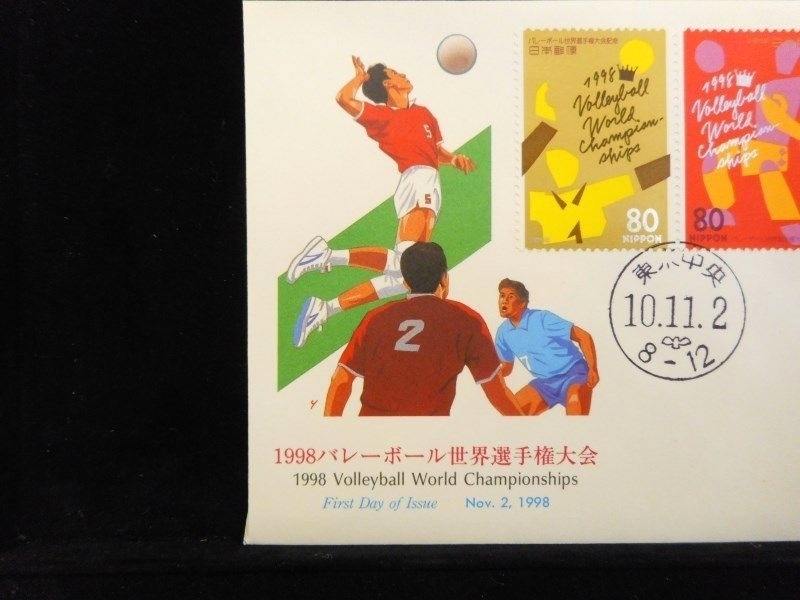 5
5
2
7
バレーボール世界選手権大会記念
日本郵便
1998
Volleyball
World
Champion-
ships
80
NIPPON
1998
Volleyball
World
Champion-
ships
80
NIPPON
東京中央
10.11.2
8-12
1998バレーボール世界選手権大会
1998 Volleyball World Championships
First Day of Issue Nov. 2, 1998